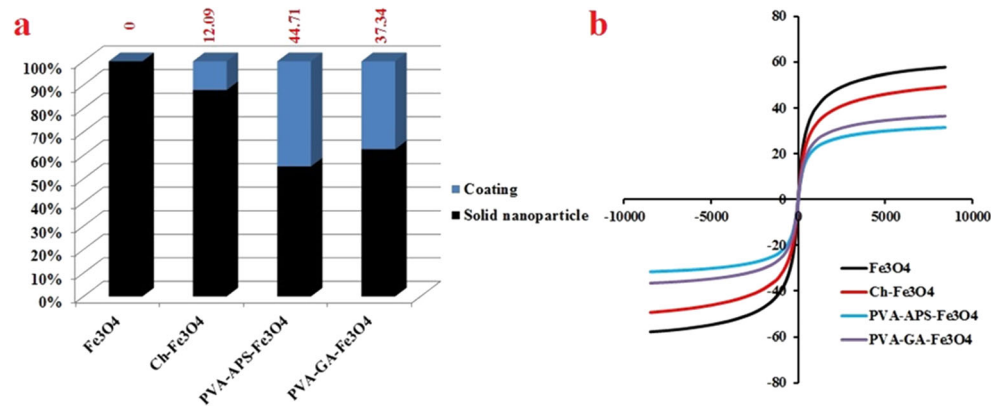 a
0
12.09
44.71
37.34
100%
90%
80%
70%
60%
50%
40%
30%
20%
10%
0%
Fe3O4
Ch-Fe3O4
PVA-APS-Fe3O4
PVA-GA-Fe3O4
Coating
Solid nanoparticle
b
80
60
40
20
0
-20
-40
-60
-80
-10000
-5000
0
5000
10000
Fe3O4
Ch-Fe3O4
PVA-APS-Fe3O4
PVA-GA-Fe3O4